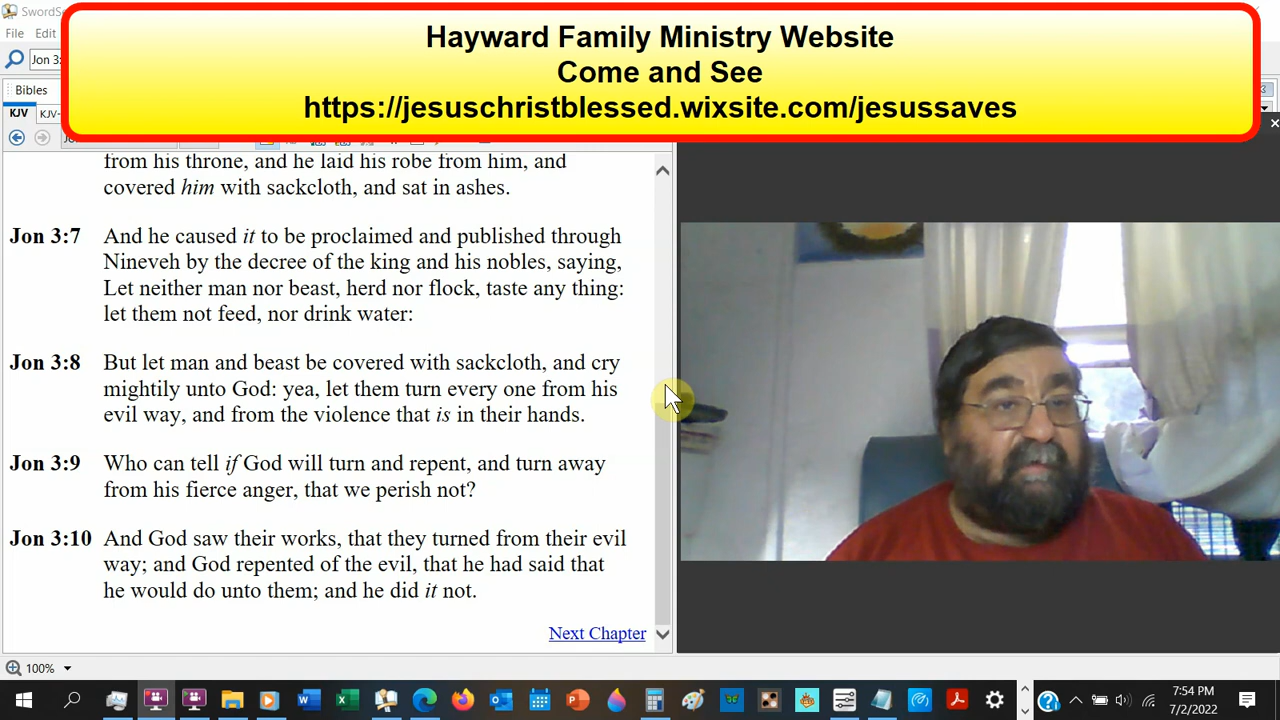 SwordSe
Hayward Family Ministry Website
Come and See
https://jesuschristblessed.wixsite.com/jesussaves
File Edit
Jon 3:
Bibles
KJV KJV-
from his throne, and he laid his robe from him, and
covered him with sackcloth, and sat in ashes.
Jon 3:7 And he caused it to be proclaimed and published through
Nineveh by the decree of the king and his nobles, saying,
Let neither man nor beast, herd nor flock, taste any thing:
let them not feed, nor drink water:
Jon 3:8 But let man and beast be covered with sackcloth, and cry
mightily unto God: yea, let them turn every one from his
evil way, and from the violence that is in their hands.
Jon 3:9 Who can tell if God will turn and repent, and turn away
from his fierce anger, that we perish not?
Jon 3:10 And God saw their works, that they turned from their evil
way; and God repented of the evil, that he had said that
he would do unto them; and he did it not.
Next Chapter
100%
7:54 PM
7/2/2022